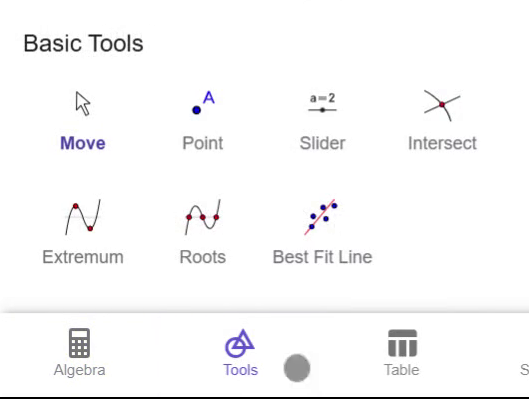 Basic Tools
A
a=2
Move Point Slider Intersect
Extremum Roots Best Fit Line
Algebra Tools Table S